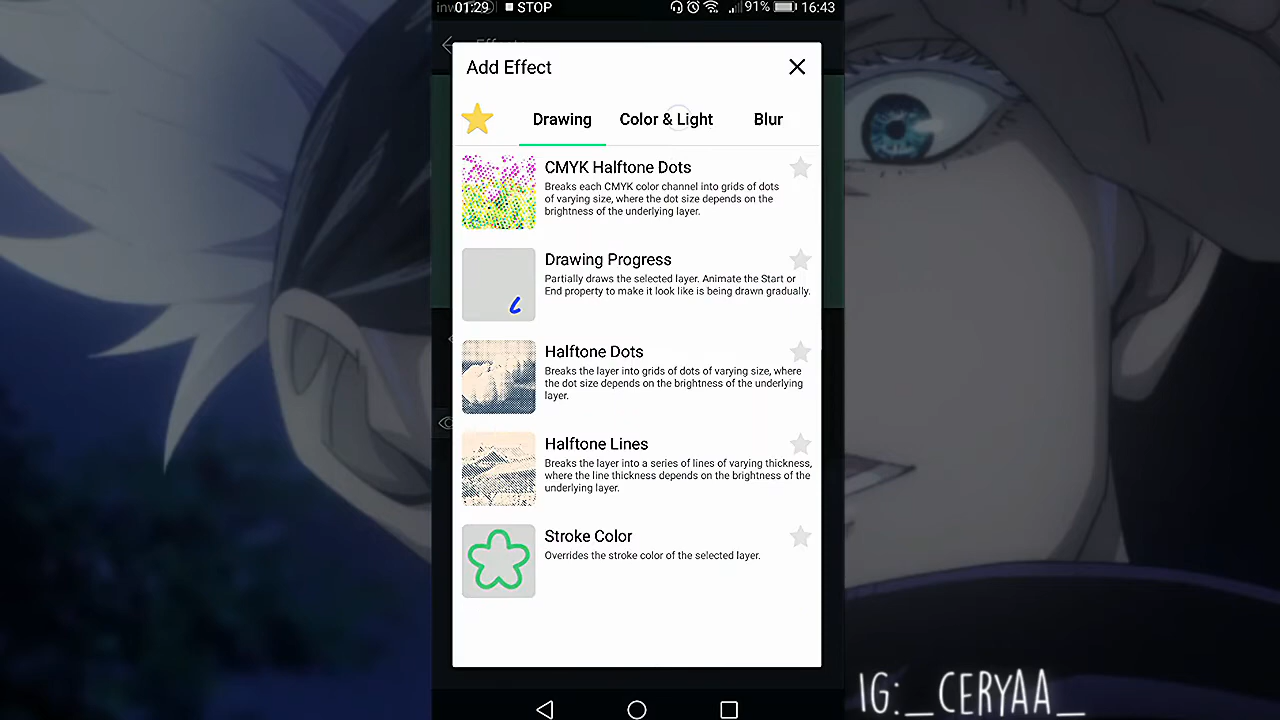 01:29 STOP 91% 16:43
Add Effect
Drawing Color & Light Blur
CMYK Halftone Dots
Breaks each CMYK color channel into grids of dots
of varying size, where the dot size depends on the
brightness of the underlying layer.
Drawing Progress
Partially draws the selected layer. Animate the Start or
End property to make it look like is being drawn gradually.
Halftone Dots
Breaks the layer into grids of dots of varying size, where
the dot size depends on the brightness of the underlying
layer.
Halftone Lines
Breaks the layer into a series of lines of varying thickness,
where the line thickness depends on the brightness of the
underlying layer.
Stroke Color
Overrides the stroke color of the selected layer.
IG:_CERYAA_